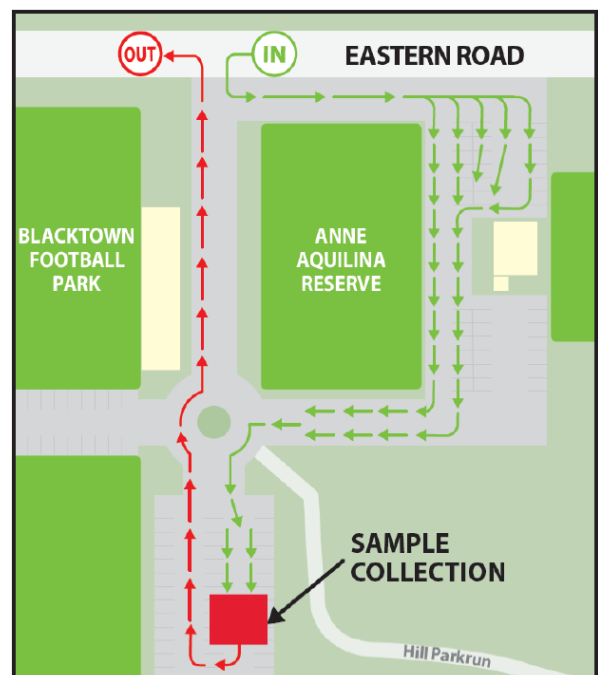 OUT
IN
EASTERN ROAD
BLACKTOWN
FOOTBALL
PARK
ANNE
AQUILINA
RESERVE
SAMPLE
COLLECTION
Hill Parkrun